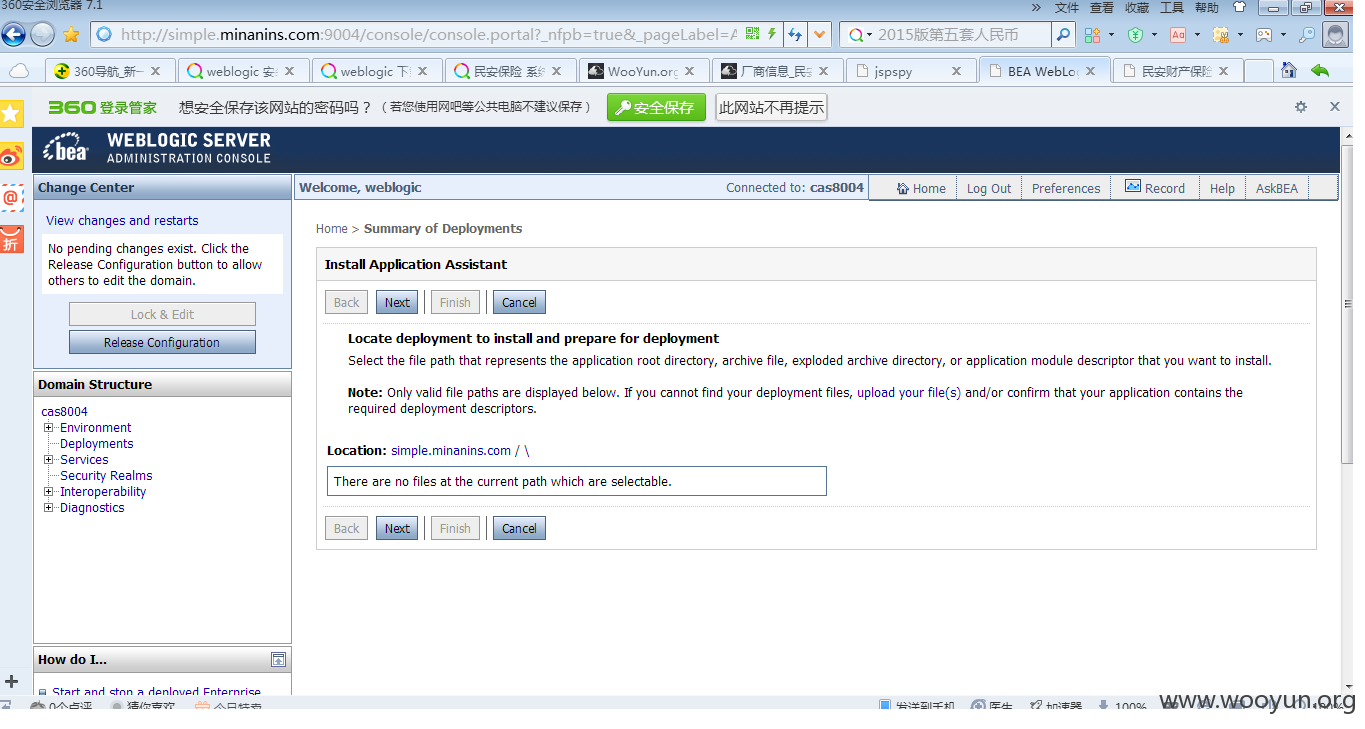 360安全浏览器 7.1
» 文件 查看 收藏 工具 帮助
http://simple.minanins.com:9004/console/console.portal?_nfpb=true&_pageLabel=A
2015版第五套人民币
360导航_新一
weblogic 安
weblogic 下
民安保险 系
WooYun.org
厂商信息_民
jspspy
BEA WebLo
民安财产保
360 登录管家 想安全保存该网站的密码吗？（若您使用网吧等公共电脑不建议保存）
安全保存
此网站不再提示
bea WEBLOGIC SERVER
ADMINISTRATION CONSOLE
Change Center
View changes and restarts
No pending changes exist. Click the
Release Configuration button to allow
others to edit the domain.
Lock & Edit
Release Configuration
Domain Structure
cas8004
Environment
Deployments
Services
Security Realms
Interoperability
Diagnostics
How do I...
Start and stop a deployed Enterprise
Welcome, weblogic
Connected to: cas8004
Home
Log Out
Preferences
Record
Help
AskBEA
Home > Summary of Deployments
Install Application Assistant
Back Next Finish Cancel
Locate deployment to install and prepare for deployment
Select the file path that represents the application root directory, archive file, exploded archive directory, or application module descriptor that you want to install.
Note: Only valid file paths are displayed below. If you cannot find your deployment files, upload your file(s) and/or confirm that your application contains the
required deployment descriptors.
Location: simple.minanins.com / \
There are no files at the current path which are selectable.
Back Next Finish Cancel
0个点评 猜你喜欢 今日特卖
发送到手机 医生 加速器 100%
www.wooyun.org